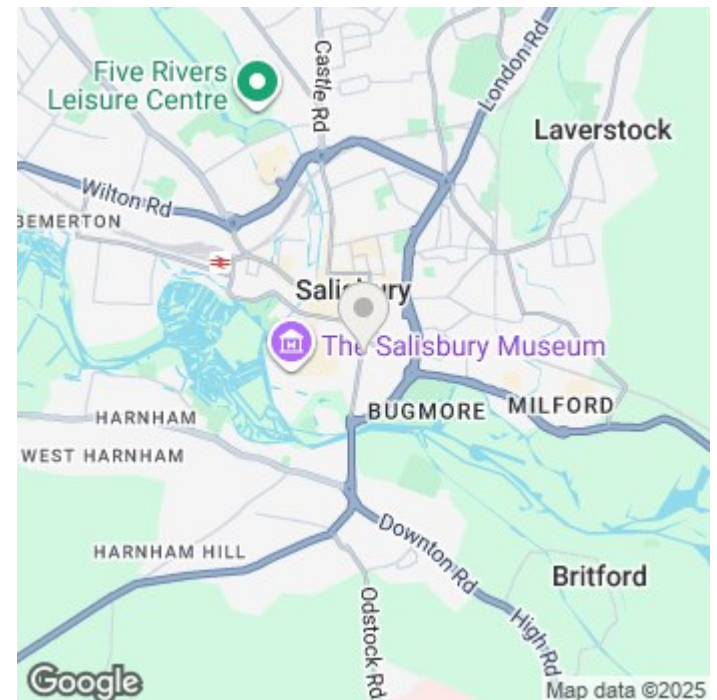 Five Rivers
Leisure Centre
Castle Rd
London Rd
Laverstock
Wilton Rd
BEMERTON
Salisbury
The Salisbury Museum
HARNHAM
BUGMORE
MILFORD
WEST HARNHAM
HARNHAM HILL
Downton Rd
Britford
Odstock Rd
High Rd
Google
Map data ©2025